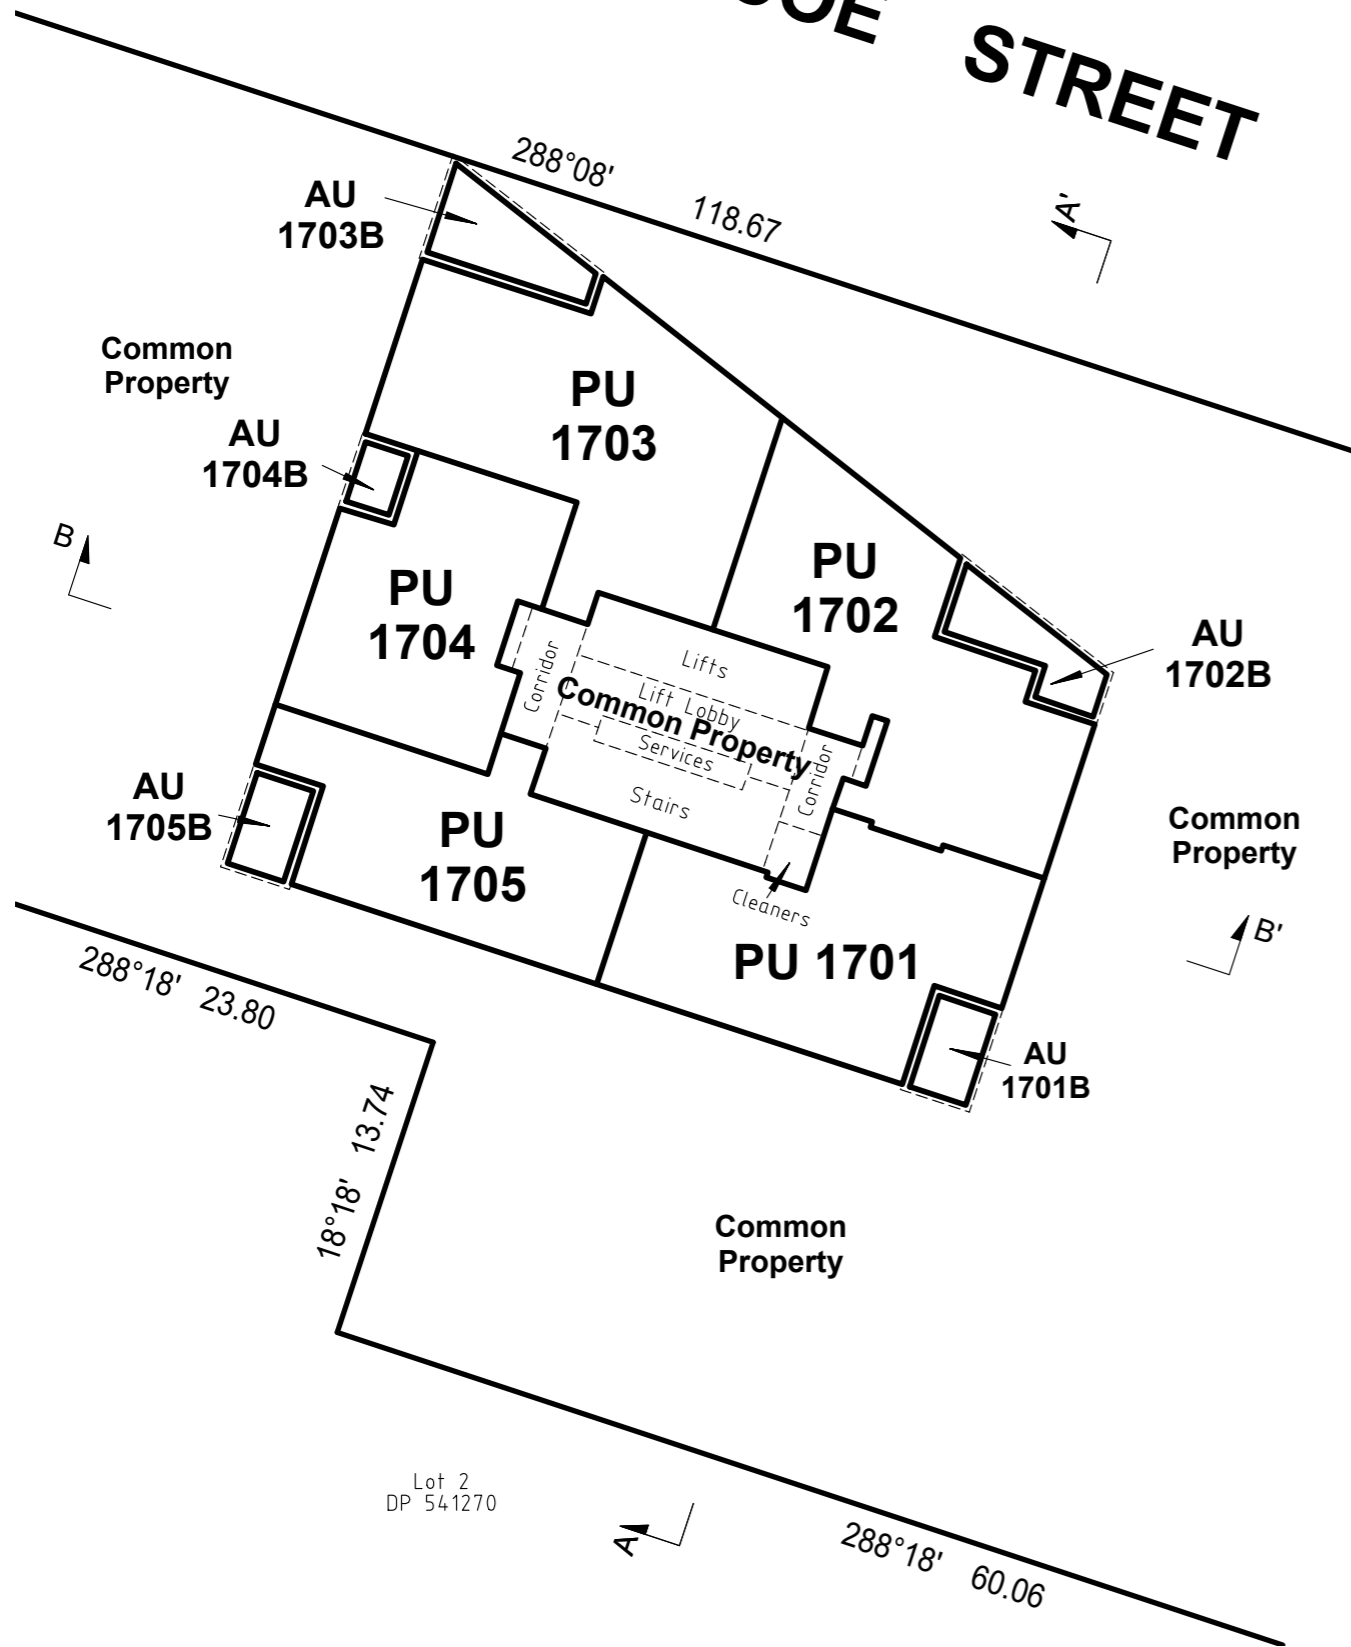 STREET
288°08'
118.67
A'
AU
1703B
Common
Property
PU
1703
AU
1704B
B
PU
1704
PU
1702
AU
1702B
Lifts
Corridor
Lift Lobby
Common Property
Services
Corridor
Stairs
AU
1705B
PU
1705
Common
Property
Cleaners
PU 1701
B'
288°18' 23.80
AU
1701B
18°18' 13.74
Common
Property
Lot 2
DP 541270
A
288°18' 60.06